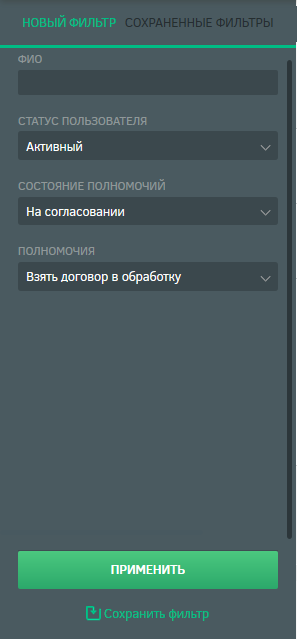 НОВЫЙ ФИЛЬТР СОХРАНЕННЫЕ ФИЛЬТРЫ
ФИО
СТАТУС ПОЛЬЗОВАТЕЛЯ
Активный
СОСТОЯНИЕ ПОЛНОМОЧИЙ
На согласовании
ПОЛНОМОЧИЯ
Взять договор в обработку
ПРИМЕНИТЬ
Сохранить фильтр